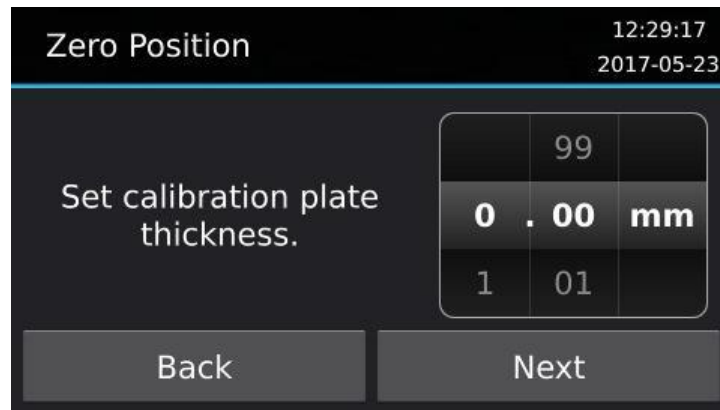 Zero Position
12:29:17
2017-05-23
Set calibration plate
thickness.
99
0 . 00 mm
1 01
Back Next